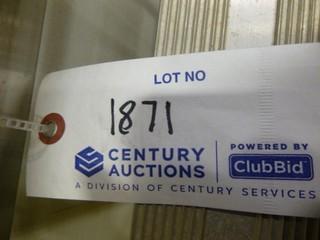 LOT NO
1871
CENTURY AUCTIONS
POWERED BY
ClubBid
A DIVISION OF CENTURY SERVICES